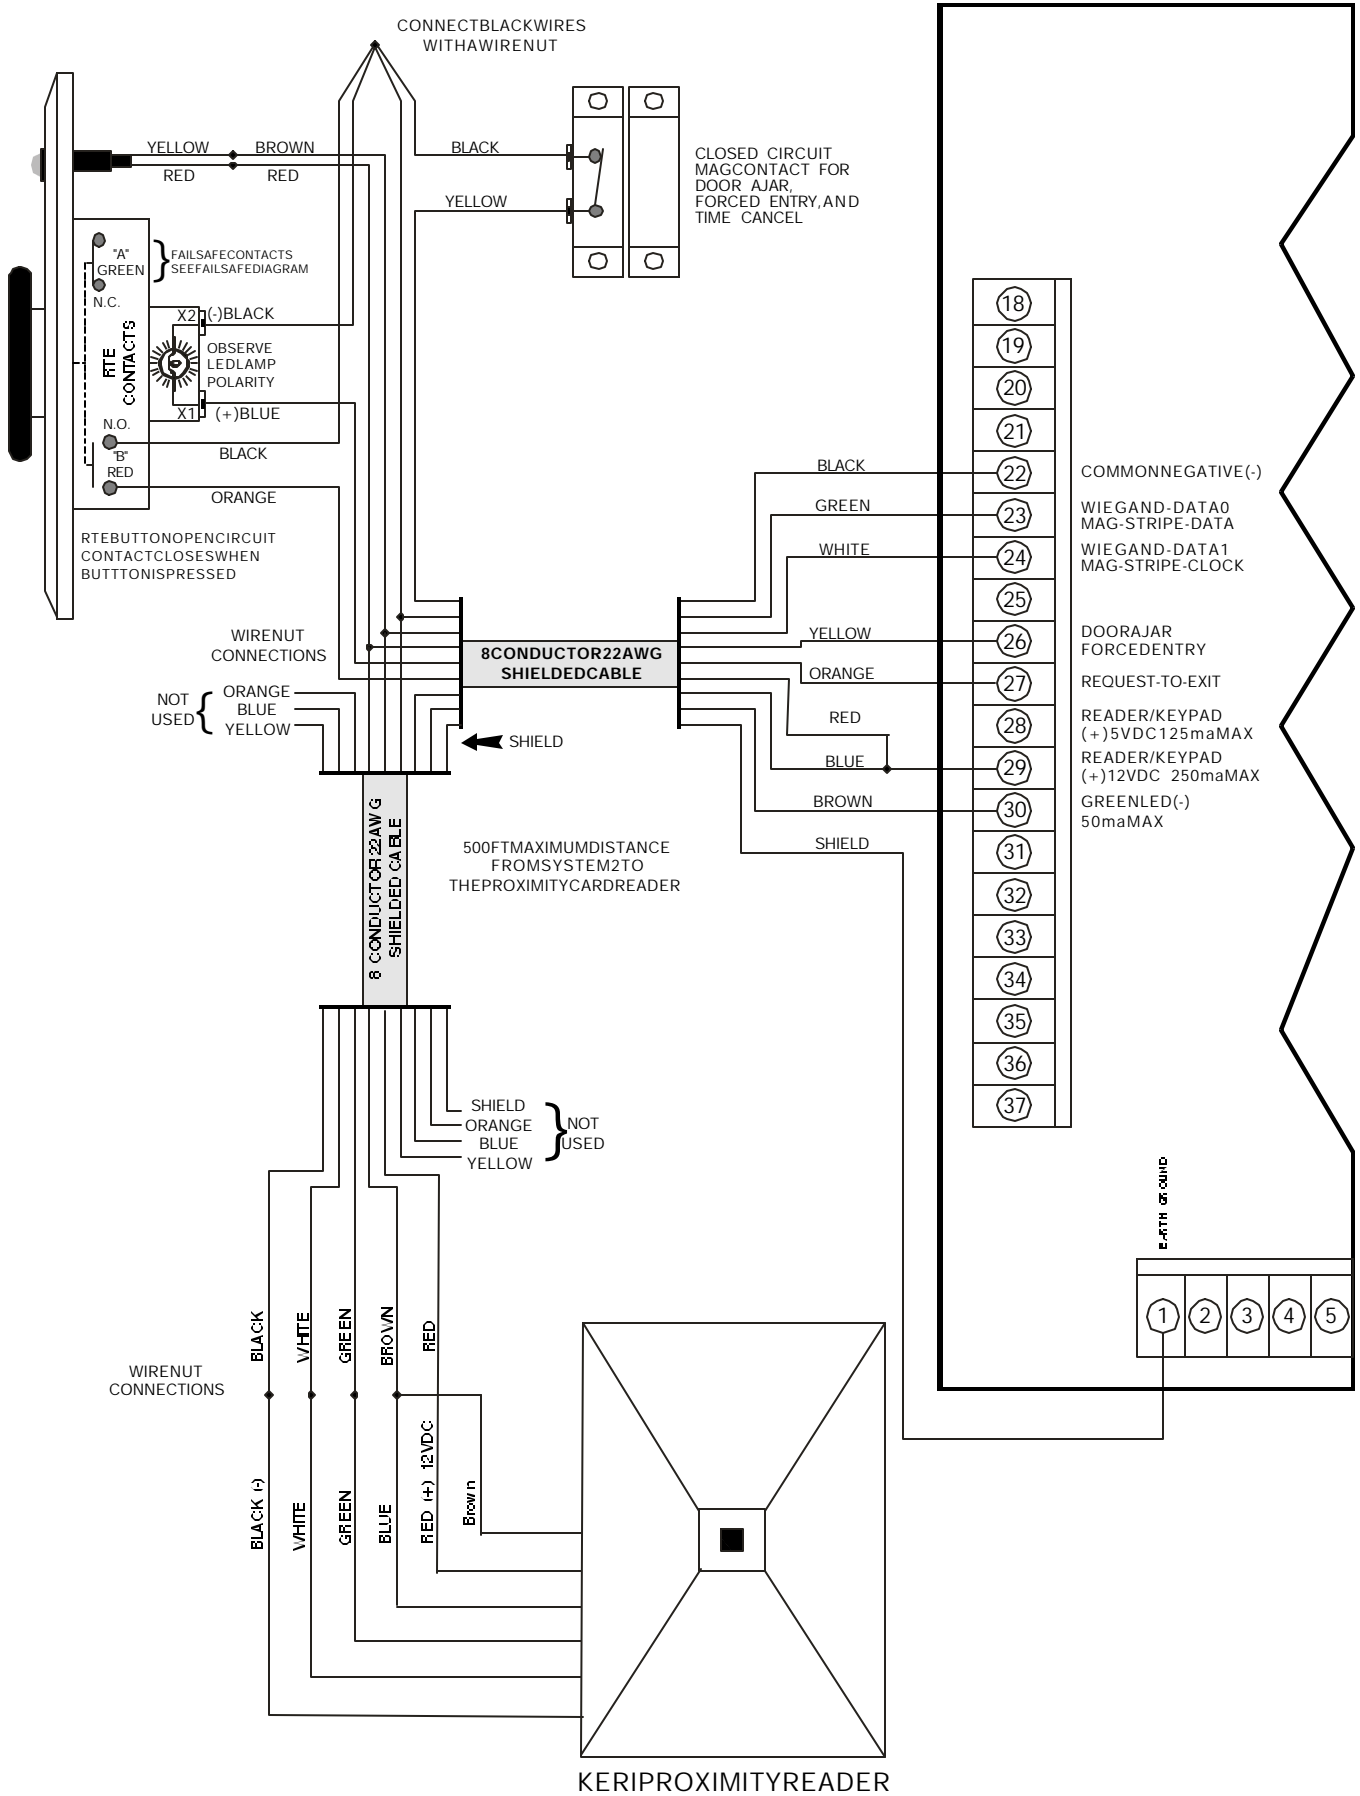 CONNECTBLACKWIRES
WITHAWIRENUT
YELLOW
BROWN
RED
RED
BLACK
YELLOW
CLOSED CIRCUIT
MAGCONTACT FOR
DOOR AJAR,
FORCED ENTRY,AND
TIME CANCEL
"A"
GREEN
N.C.
FAILSAFECONTACTS
SEEFAILSAFEDIAGRAM
RTE
CONTACTS
X2
(-)BLACK
OBSERVE
LEDLAMP
POLARITY
X1
(+)BLUE
N.O.
"B"
RED
BLACK
ORANGE
RTEBUTTONOPENCIRCUIT
CONTACTCLOSESWHEN
BUTTTONISPRESSED
WIRENUT
CONNECTIONS
NOT
USED
ORANGE
BLUE
YELLOW
8CONDUCTOR22AWG
SHIELDEDCABLE
SHIELD
BLACK
GREEN
WHITE
YELLOW
ORANGE
RED
BLUE
BROWN
SHIELD
18
19
20
21
22
23
24
25
26
27
28
29
30
31
32
33
34
35
36
37
COMMONNEGATIVE(-)
WIEGAND-DATA0
MAG-STRIPE-DATA
WIEGAND-DATA1
MAG-STRIPE-CLOCK
DOORAJAR
FORCEDENTRY
REQUEST-TO-EXIT
READER/KEYPAD
(+)5VDC125maMAX
READER/KEYPAD
(+)12VDC 250maMAX
GREENLED(-)
50maMAX
8 CONDUCTOR22AWG
SHIELDED CABLE
500FTMAXIMUMDISTANCE
FROMSYSTEM2TO
THEPROXIMITYCARDREADER
SHIELD
ORANGE
BLUE
YELLOW
NOT
USED
EARTH GROUND
1
2
3
4
5
BLACK
WHITE
GREEN
BROWN
RED
WIRENUT
CONNECTIONS
BLACK (-)
WHITE
GREEN
BLUE
RED (+) 12VDC
Brown
KERIPROXIMITYREADER